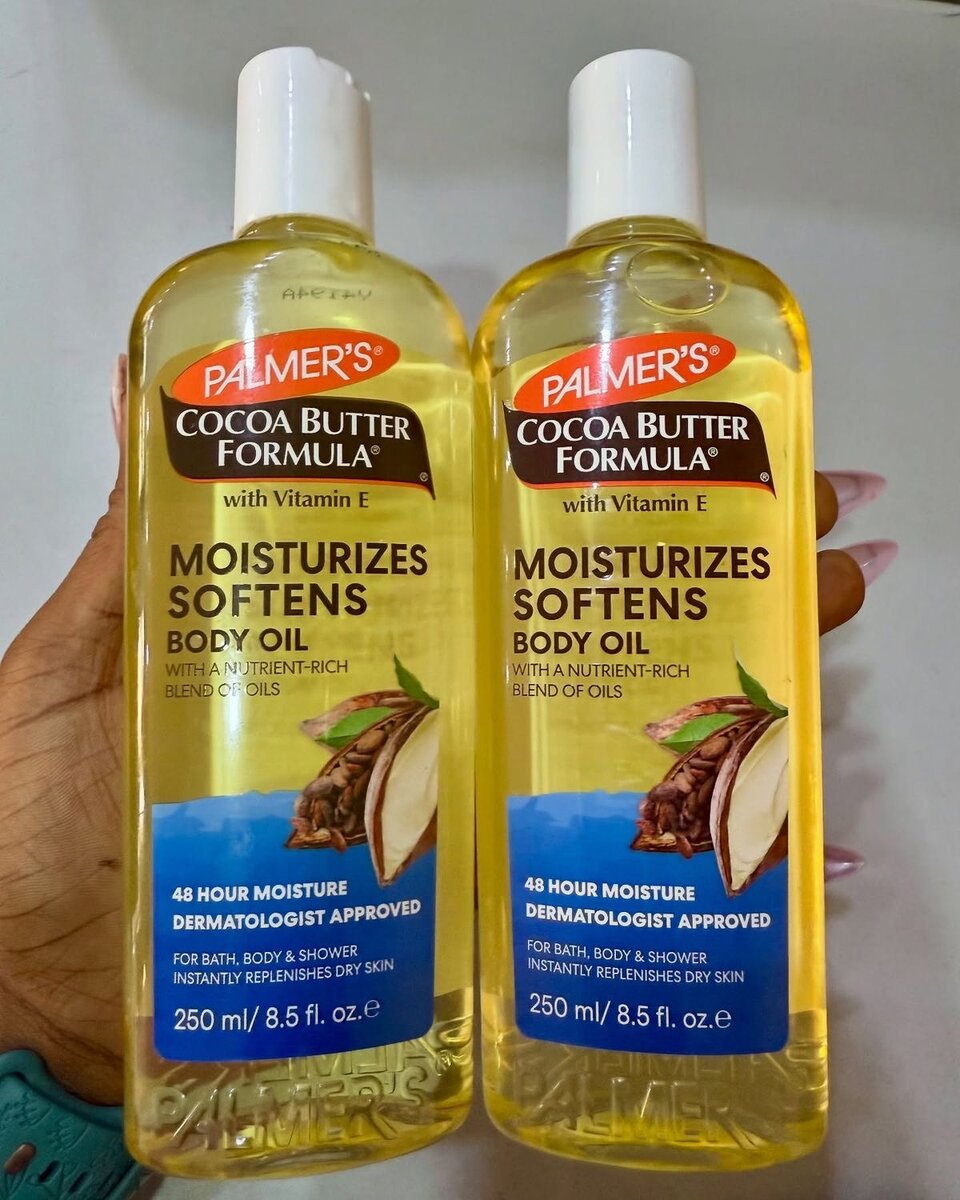 PALMER'S®
COCOA BUTTER
FORMULA®
®
with Vitamin E
MOISTURIZES
SOFTENS
BODY OIL
WITH A NUTRIENT-RICH
BLEND OF OILS
48 HOUR MOISTURE
DERMATOLOGIST APPROVED
FOR BATH, BODY & SHOWER
INSTANTLY REPLENISHES DRY SKIN
250 ml/ 8.5 fl. oz.℮
PALMER'S
PALMER'S®
COCOA BUTTER
FORMULA®
®
with Vitamin E
MOISTURIZES
SOFTENS
BODY OIL
WITH A NUTRIENT-RICH
BLEND OF OILS
48 HOUR MOISTURE
DERMATOLOGIST APPROVED
FOR BATH, BODY & SHOWER
INSTANTLY REPLENISHES DRY SKIN
250 ml/ 8.5 fl. oz.℮
PALMER'S